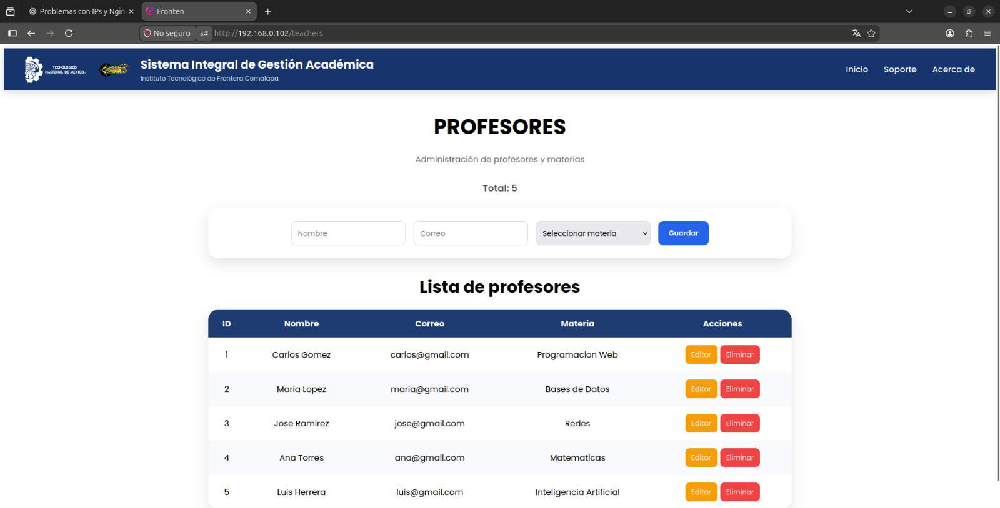 Problemas con IPs y Ngin
Fronten
No seguro
http://192.168.0.102/teachers
TECNOLÓGICO
NACIONAL DE MÉXICO
Sistema Integral de Gestión Académica
Instituto Tecnológico de Frontera Comalapa
Inicio Soporte Acerca de
PROFESORES
Administración de profesores y materias
Total: 5
Nombre Correo Seleccionar materia Guardar
Lista de profesores
ID Nombre Correo Materia Acciones
1 Carlos Gomez carlos@gmail.com Programacion Web Editar Eliminar
2 Maria Lopez maria@gmail.com Bases de Datos Editar Eliminar
3 Jose Ramirez jose@gmail.com Redes Editar Eliminar
4 Ana Torres ana@gmail.com Matematicas Editar Eliminar
5 Luis Herrera luis@gmail.com Inteligencia Artificial Editar Eliminar